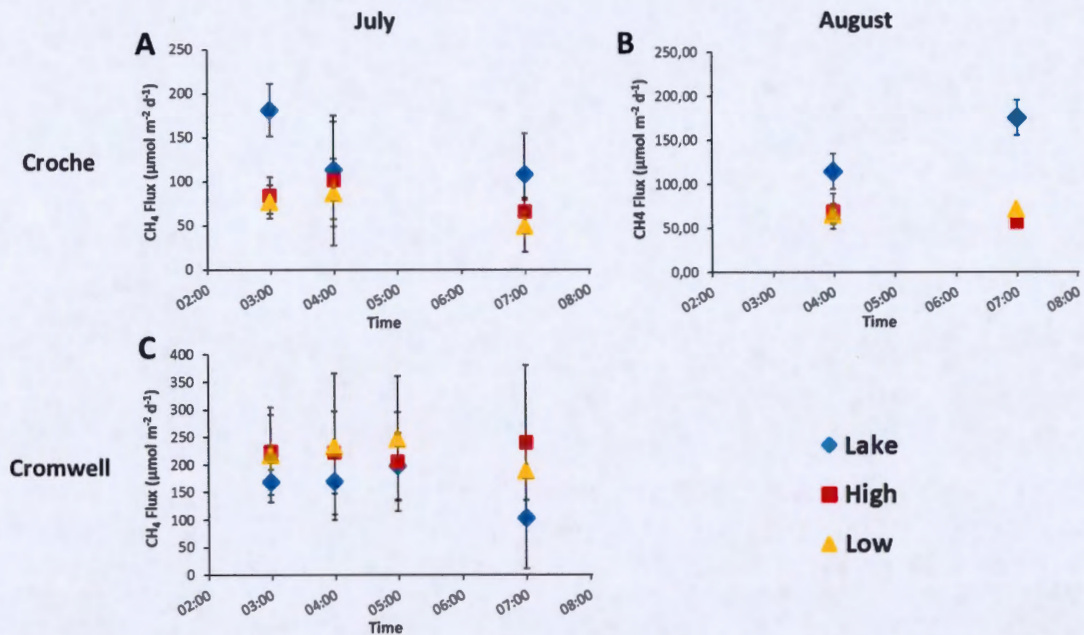 July
August
A
B
CH₄ Flux (µmol m⁻² d⁻¹)
250
200
150
100
50
0
02:00 03:00 04:00 05:00 06:00 07:00 08:00
Time
CH4 Flux (µmol m⁻² d⁻¹)
250,00
200,00
150,00
100,00
50,00
0,00
02:00 03:00 04:00 05:00 06:00 07:00 08:00
Time
Croche
C
CH₄ Flux (µmol m⁻² d⁻¹)
400
350
300
250
200
150
100
50
0
02:00 03:00 04:00 05:00 06:00 07:00 08:00
Time
Cromwell
Lake
High
Low